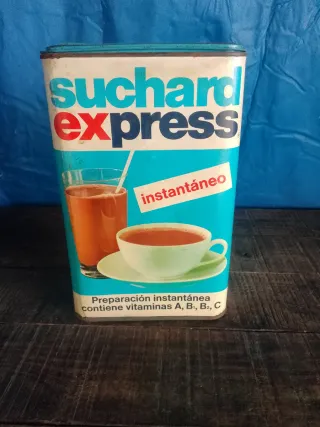 suchard
express
instantáneo
Preparación instantánea
contiene vitaminas A, B₁, B₂, C